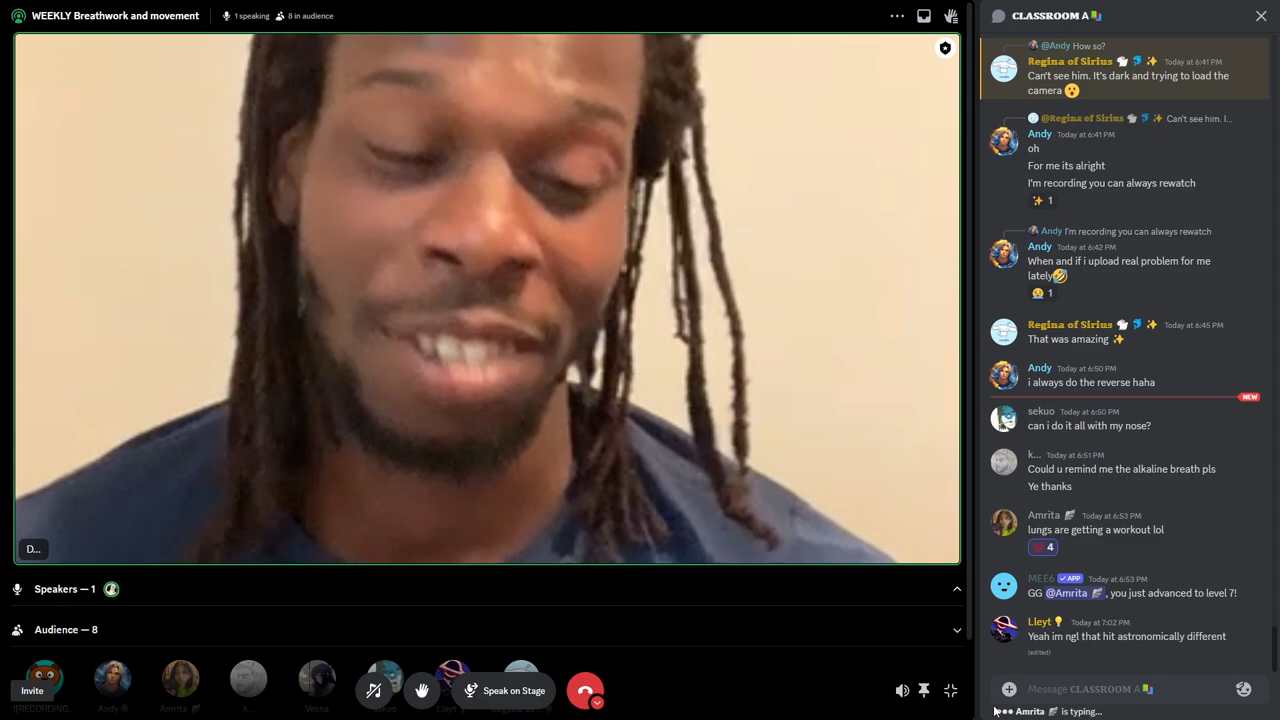 WEEKLY Breathwork and movement
1 speaking
8 in audience
D...
Speakers — 1
Audience — 8
Invite
Andy
Amrita
k...
Vesna
Lleyt
Speak on Stage
CLASSROOM A
@Andy How so?
Regina of Sirius Today at 6:41 PM
Can't see him. It's dark and trying to load the
camera 😮
@Regina of Sirius Can't see him. I...
Andy Today at 6:41 PM
oh
For me its alright
I'm recording you can always rewatch
✨ 1
Andy I'm recording you can always rewatch
Andy Today at 6:42 PM
When and if i upload real problem for me
lately🤣
😭 1
Regina of Sirius Today at 6:45 PM
That was amazing ✨
Andy Today at 6:50 PM
i always do the reverse haha
NEW
sekuo Today at 6:50 PM
can i do it all with my nose?
k... Today at 6:51 PM
Could u remind me the alkaline breath pls
Ye thanks
Amrita Today at 6:53 PM
lungs are getting a workout lol
4
MEE6 ✓ APP Today at 6:53 PM
GG @Amrita , you just advanced to level 7!
Lleyt Today at 7:02 PM
Yeah im ngl that hit astronomically different
(edited)
Message CLASSROOM A
Amrita is typing...